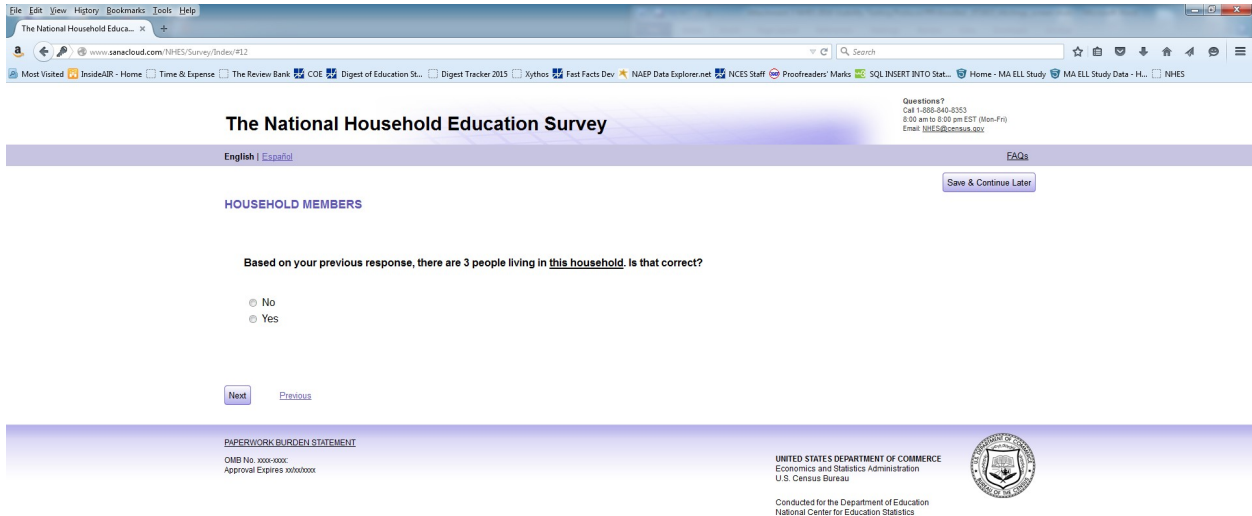 File Edit View History Bookmarks Tools Help
The National Household Educa... × +
www.sanacloud.com/NHES/Survey/Index/#12
Search
Most Visited InsideAIR - Home Time & Expense The Review Bank COE Digest of Education St... Digest Tracker 2015 Xythos Fast Facts Dev NAEP Data Explorer.net NCES Staff Proofreaders' Marks SQL INSERT INTO Stat... Home - MA ELL Study MA ELL Study Data - H... NHES
The National Household Education Survey
Questions?
Call 1-888-840-8353
8:00 am to 8:00 pm EST (Mon-Fri)
Email: NHES@census.gov
English | Español
FAQs
Save & Continue Later
HOUSEHOLD MEMBERS
Based on your previous response, there are 3 people living in this household. Is that correct?
No
Yes
Next Previous
PAPERWORK BURDEN STATEMENT
OMB No. xxxx-xxxx:
Approval Expires xx/xx/xxxx
UNITED STATES DEPARTMENT OF COMMERCE
Economics and Statistics Administration
U.S. Census Bureau
Conducted for the Department of Education
National Center for Education Statistics